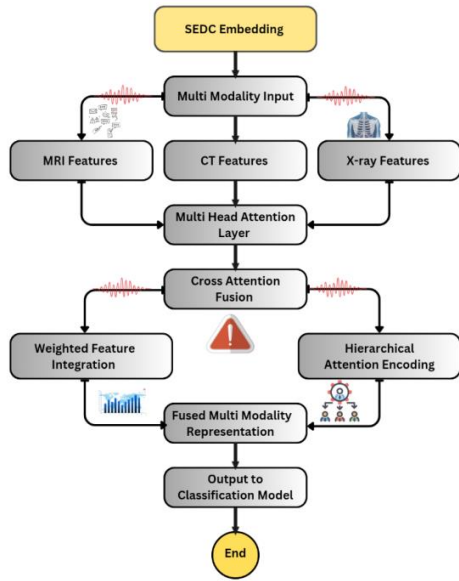 SEDC Embedding
Multi Modality Input
MRI Features
CT Features
X-ray Features
Multi Head Attention
Layer
Cross Attention
Fusion
Weighted Feature
Integration
Hierarchical
Attention Encoding
Fused Multi Modality
Representation
Output to
Classification Model
End